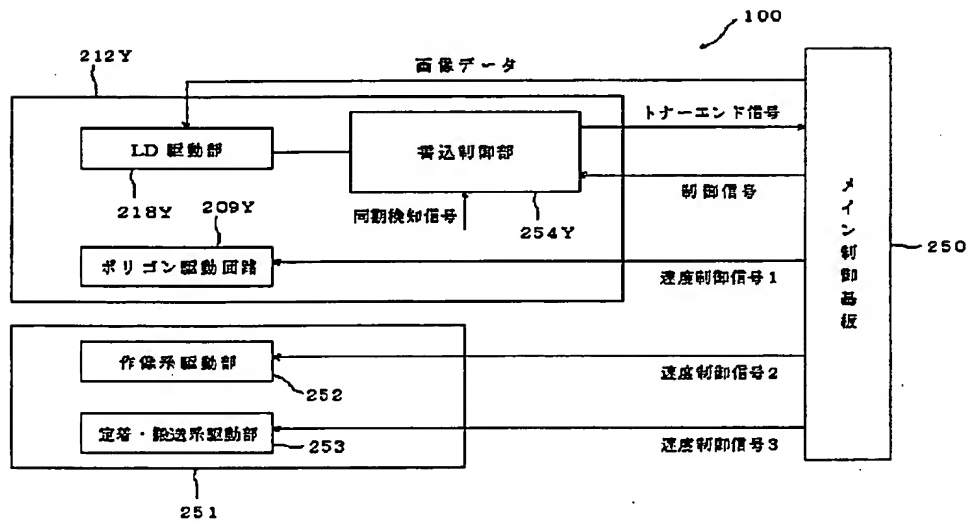 100
212Y
画像データ
トナーエンド信号
LD 駆動部
書込制御部
制御信号
218Y
209Y
同期検知信号
254Y
メイン制御基板
250
ポリゴン駆動回路
速度制御信号1
作像系駆動部
速度制御信号2
252
定着・搬送系駆動部
253
速度制御信号3
251